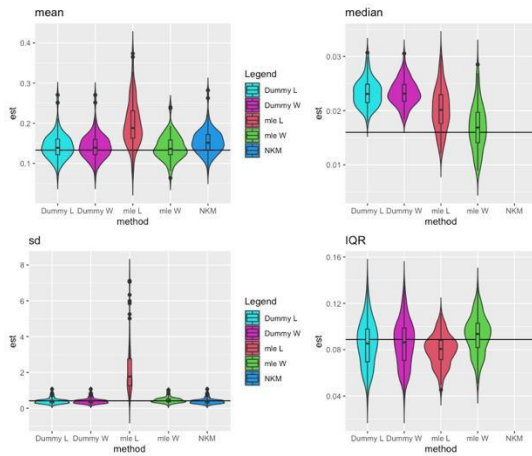 mean
est
0.4
0.3
0.2
0.1
Dummy L Dummy W mle L mle W NKM
method
Legend
Dummy L
Dummy W
mle L
mle W
NKM
median
est
0.03
0.02
0.01
Dummy L Dummy W mle L mle W NKM
method
sd
est
8
6
4
2
0
Dummy L Dummy W mle L mle W NKM
method
Legend
Dummy L
Dummy W
mle L
mle W
NKM
IQR
est
0.16
0.12
0.08
0.04
Dummy L Dummy W mle L mle W NKM
method